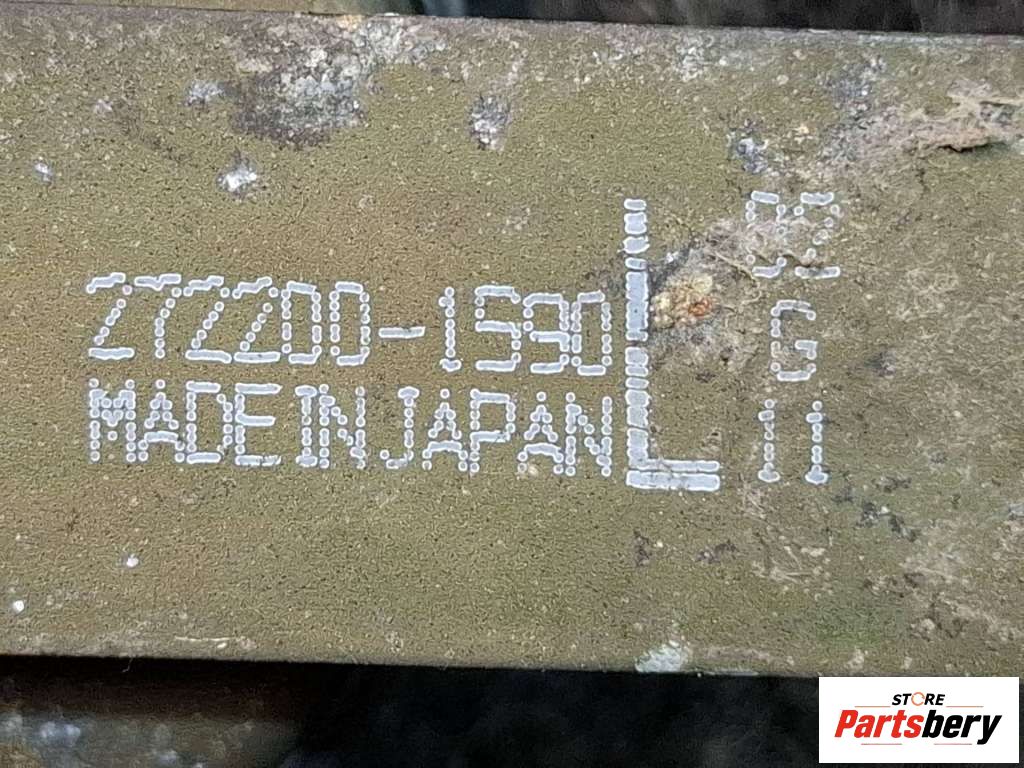 272200-1590
MADE IN JAPAN
L
G
11
STORE
Partsbery